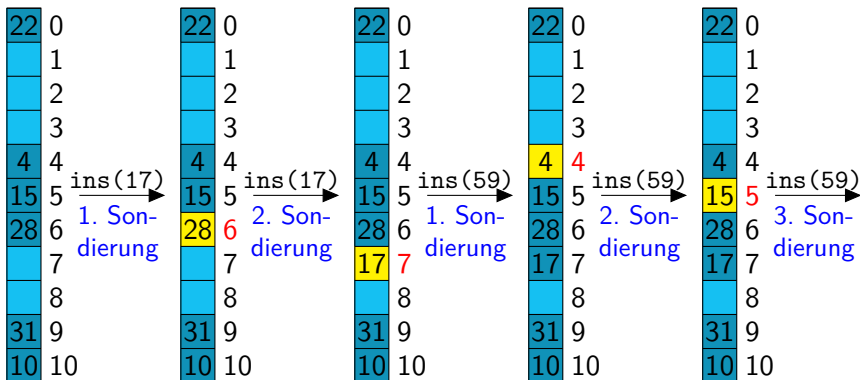 22 0 22 0 22 0 22 0 22 0
1 1 1 1 1
2 2 2 2 2
3 3 3 3 3
4 4 4 4 4 4 4 4 4 4
ins(17) ins(17) ins(59) ins(59) ins(59)
15 5 15 5 15 5 15 5 15 5
1. Son- 2. Son- 1. Son- 2. Son- 3. Son-
28 6 28 6 28 6 28 6 28 6
dierung dierung dierung dierung dierung
7 7 17 7 17 7 17 7
8 8 8 8 8
31 9 31 9 31 9 31 9 31 9
10 10 10 10 10 10 10 10 10 10